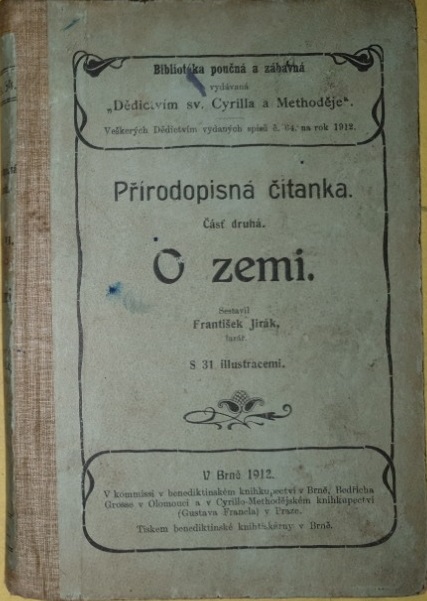 Bibliotéka poučná a zábavná
vydávaná
„Dědictvím sv. Cyrilla a Methoděje“.
Veškerých Dědictvím vydaných spisů č. 64. na rok 1912.
Přírodopisná čítanka.
Část druhá.
O zemi.
Sestavil
František Jirák,
farář.
S 31 illustracemi.
V Brně 1912.
V kommissi v benediktinském knihkupectví v Brně, Bedřicha
Grosse v Olomouci a v Cyrillo-Methodějském knihkupectví
(Gustava Francla) v Praze.
Tiskem benediktinské knihtiskárny v Brně.